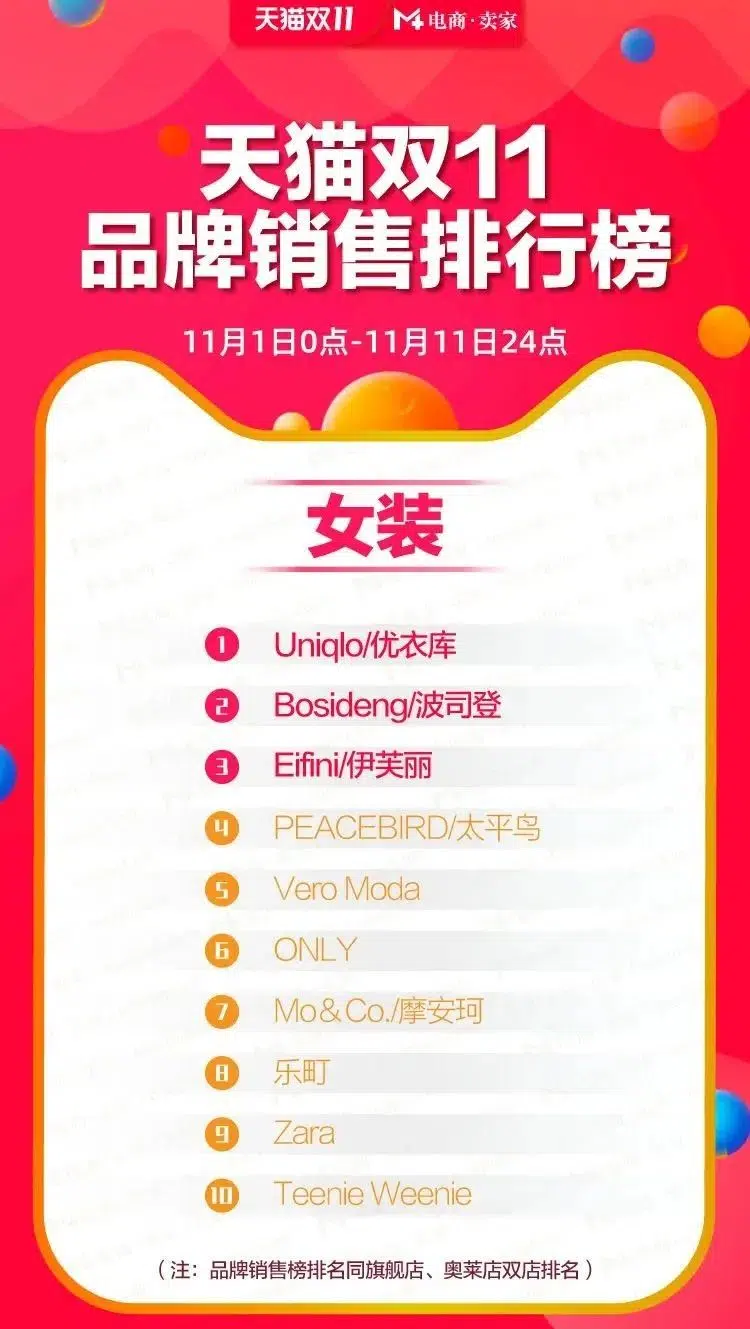 天猫双11 M4电商·卖家
天猫双11
品牌销售排行榜
11月1日0点-11月11日24点
女装
1 Uniqlo/优衣库
2 Bosideng/波司登
3 Eifini/伊芙丽
4 PEACEBIRD/太平鸟
5 Vero Moda
6 ONLY
7 Mo&Co./摩安珂
8 乐町
9 Zara
10 Teenie Weenie
(注：品牌销售榜排名同旗舰店、奥莱店双店排名)